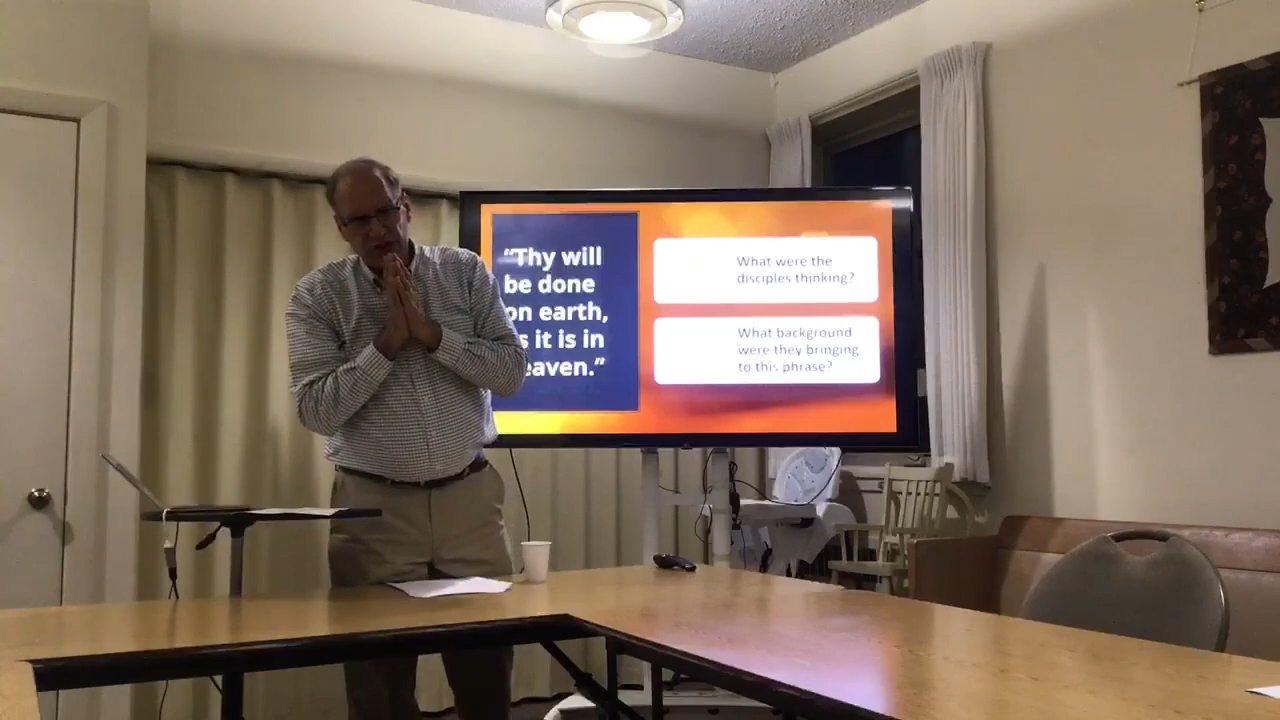 “Thy will
be done
on earth,
s it is in
eaven.”
What were the
disciples thinking?
What background
were they bringing
to this phrase?